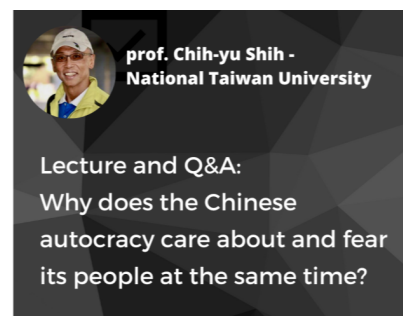 prof. Chih-yu Shih -
National Taiwan University
Lecture and Q&A:
Why does the Chinese
autocracy care about and fear
its people at the same time?